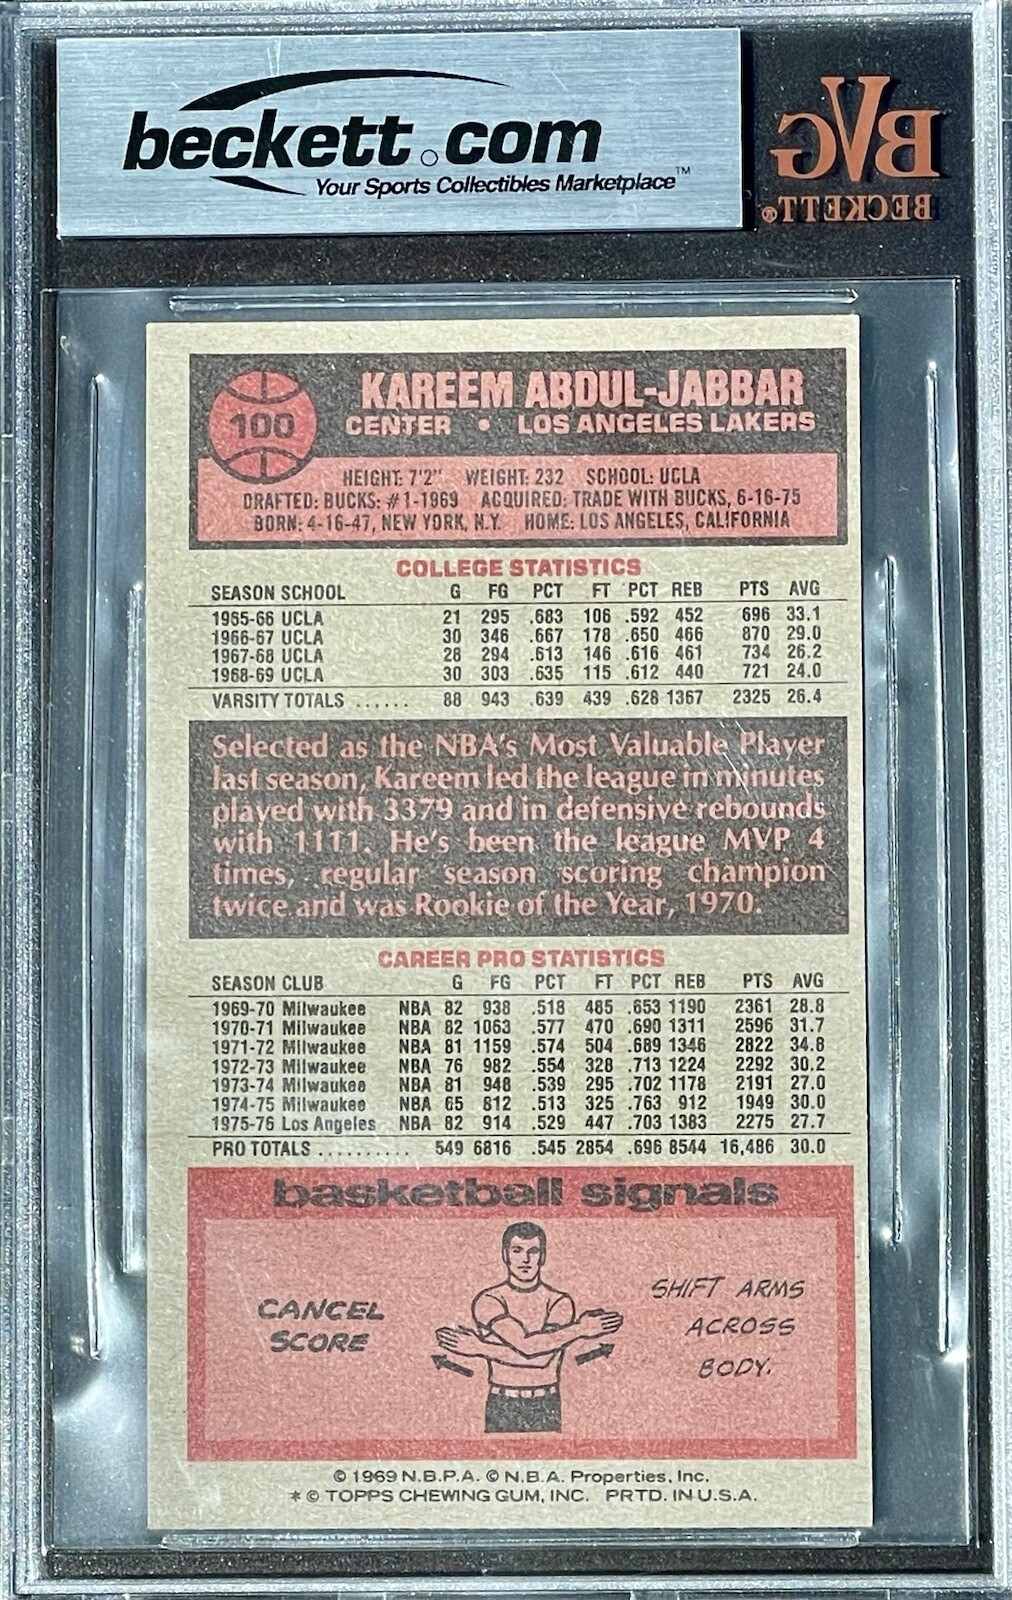 beckett.com
Your Sports Collectibles Marketplace™
BVG
BECKETT®
100
KAREEM ABDUL-JABBAR
CENTER • LOS ANGELES LAKERS
HEIGHT: 7'2" WEIGHT: 232 SCHOOL: UCLA
DRAFTED: BUCKS: #1-1969 ACQUIRED: TRADE WITH BUCKS, 6-16-75
BORN: 4-16-47, NEW YORK, N.Y. HOME: LOS ANGELES, CALIFORNIA
COLLEGE STATISTICS
SEASON SCHOOL G FG PCT FT PCT REB PTS AVG
1965-66 UCLA 21 295 .683 106 .592 452 696 33.1
1966-67 UCLA 30 346 .667 178 .650 466 870 29.0
1967-68 UCLA 28 294 .613 146 .616 461 734 26.2
1968-69 UCLA 30 303 .635 115 .612 440 721 24.0
VARSITY TOTALS ...... 88 943 .639 439 .628 1367 2325 26.4
Selected as the NBA's Most Valuable Player
last season, Kareem led the league in minutes
played with 3379 and in defensive rebounds
with 1111. He's been the league MVP 4
times, regular season scoring champion
twice and was Rookie of the Year, 1970.
CAREER PRO STATISTICS
SEASON CLUB G FG PCT FT PCT REB PTS AVG
1969-70 Milwaukee NBA 82 938 .518 485 .653 1190 2361 28.8
1970-71 Milwaukee NBA 82 1063 .577 470 .690 1311 2596 31.7
1971-72 Milwaukee NBA 81 1159 .574 504 .689 1346 2822 34.8
1972-73 Milwaukee NBA 76 982 .554 328 .713 1224 2292 30.2
1973-74 Milwaukee NBA 81 948 .539 295 .702 1178 2191 27.0
1974-75 Milwaukee NBA 65 812 .513 325 .763 912 1949 30.0
1975-76 Los Angeles NBA 82 914 .529 447 .703 1383 2275 27.7
PRO TOTALS .......... 549 6816 .545 2854 .696 8544 16,486 30.0
basketball signals
CANCEL
SCORE
SHIFT ARMS
ACROSS
BODY.
© 1969 N.B.P.A. © N.B.A. Properties, Inc.
* © TOPPS CHEWING GUM, INC. PRTD. IN U.S.A.